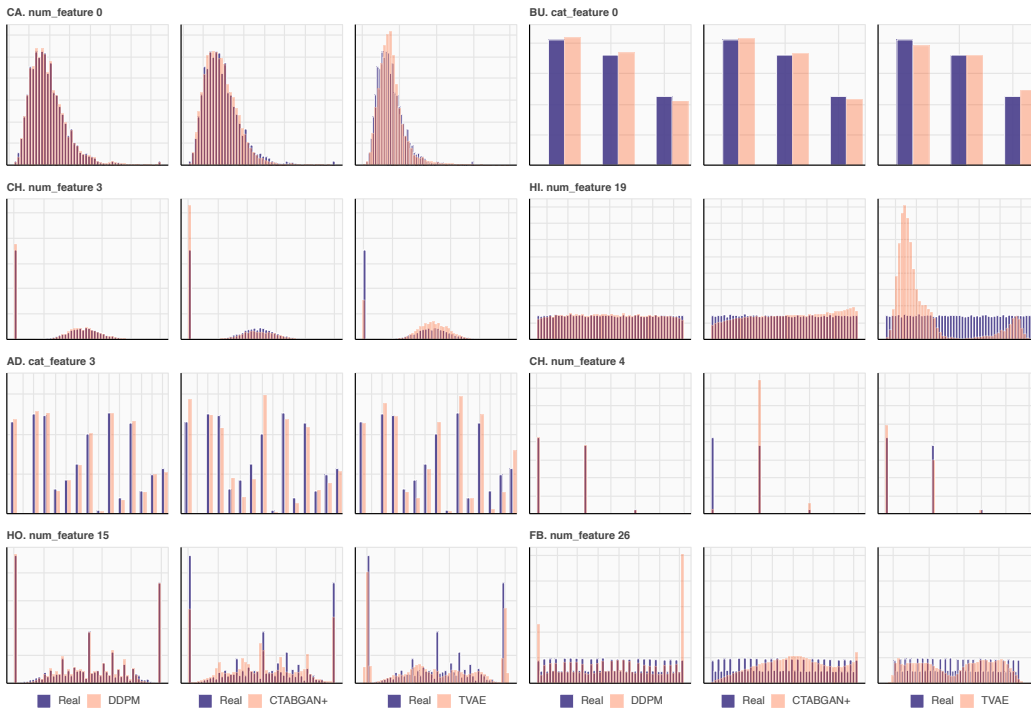 CA. num_feature 0
BU. cat_feature 0
CH. num_feature 3
HI. num_feature 19
AD. cat_feature 3
CH. num_feature 4
HO. num_feature 15
FB. num_feature 26
Real DDPM Real CTABGAN+ Real TVAE Real DDPM Real CTABGAN+ Real TVAE